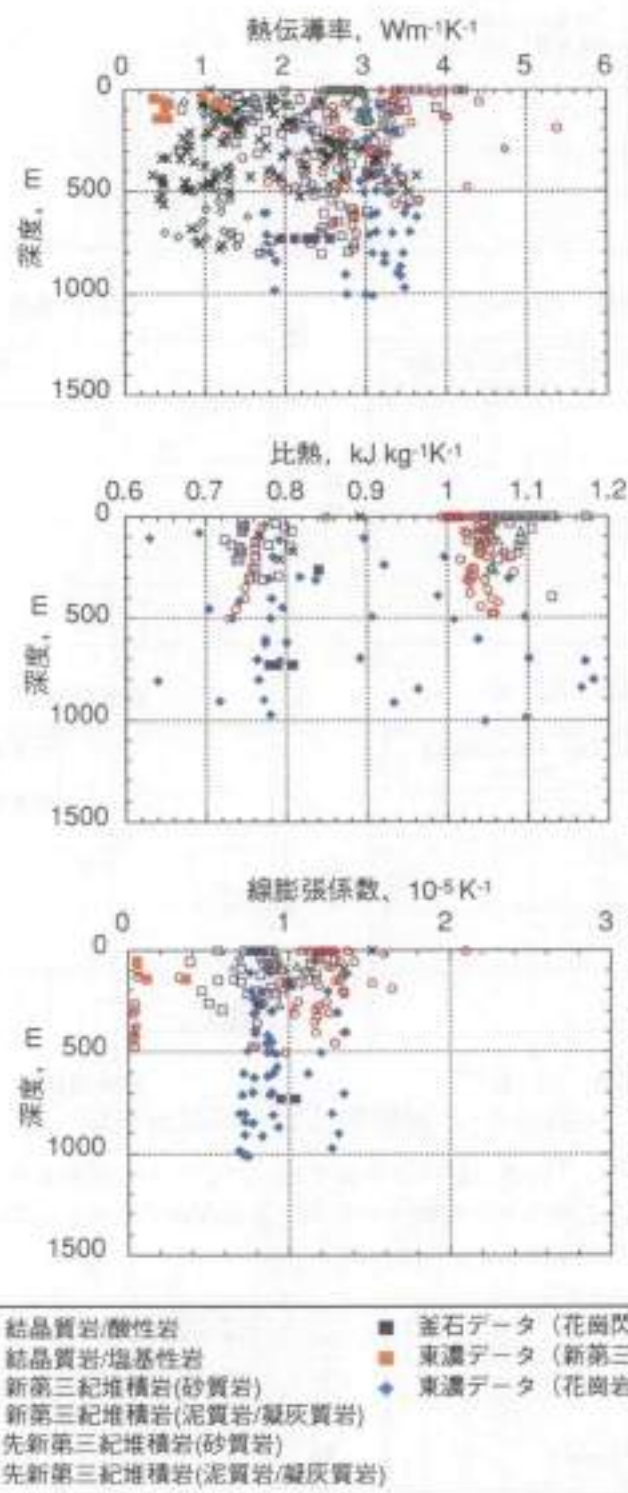 熱伝導率, Wm⁻¹K⁻¹
0 1 2 3 4 5 6
0
500
1000
1500
深度, m
比熱, kJ kg⁻¹K⁻¹
0.6 0.7 0.8 0.9 1 1.1 1.2
0
500
1000
1500
深度, m
線膨張係数, 10⁻⁵ K⁻¹
0 1 2 3
0
500
1000
1500
深度, m
結晶質岩/酸性岩
結晶質岩/塩基性岩
新第三紀堆積岩(砂質岩)
新第三紀堆積岩(泥質岩/凝灰質岩)
先新第三紀堆積岩(砂質岩)
先新第三紀堆積岩(泥質岩/凝灰質岩)
釜石データ（花崗閃
東濃データ（新第三
東濃データ（花崗岩